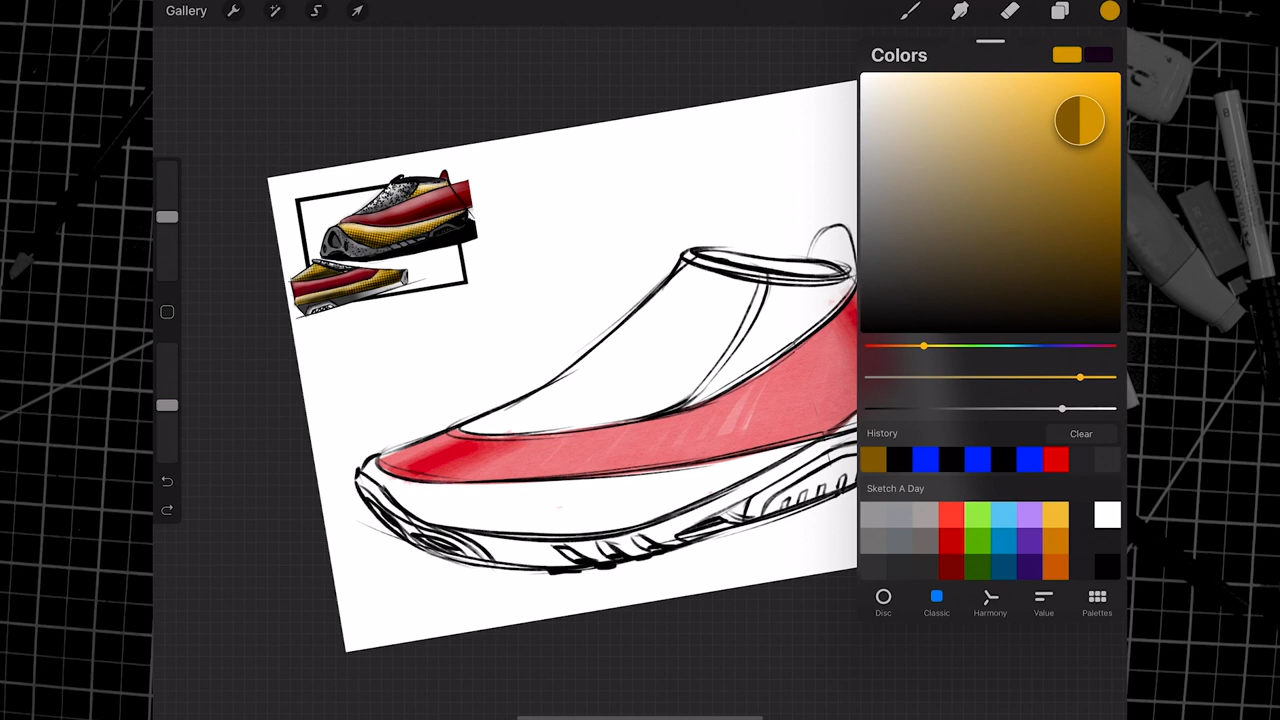 Gallery
Colors
History
Clear
Sketch A Day
Disc
Classic
Harmony
Value
Palettes